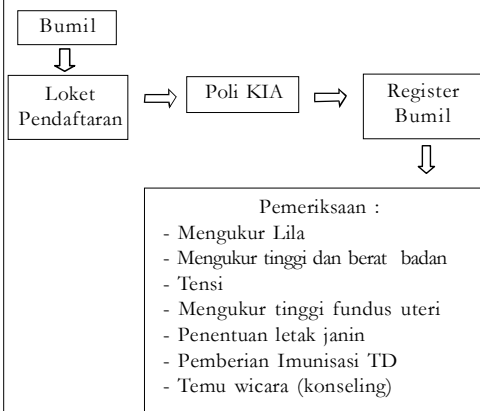 Bumil
Loket
Pendaftaran
Poli KIA
Register
Bumil
Pemeriksaan :
- Mengukur Lila
- Mengukur tinggi dan berat badan
- Tensi
- Mengukur tinggi fundus uteri
- Penentuan letak janin
- Pemberian Imunisasi TD
- Temu wicara (konseling)